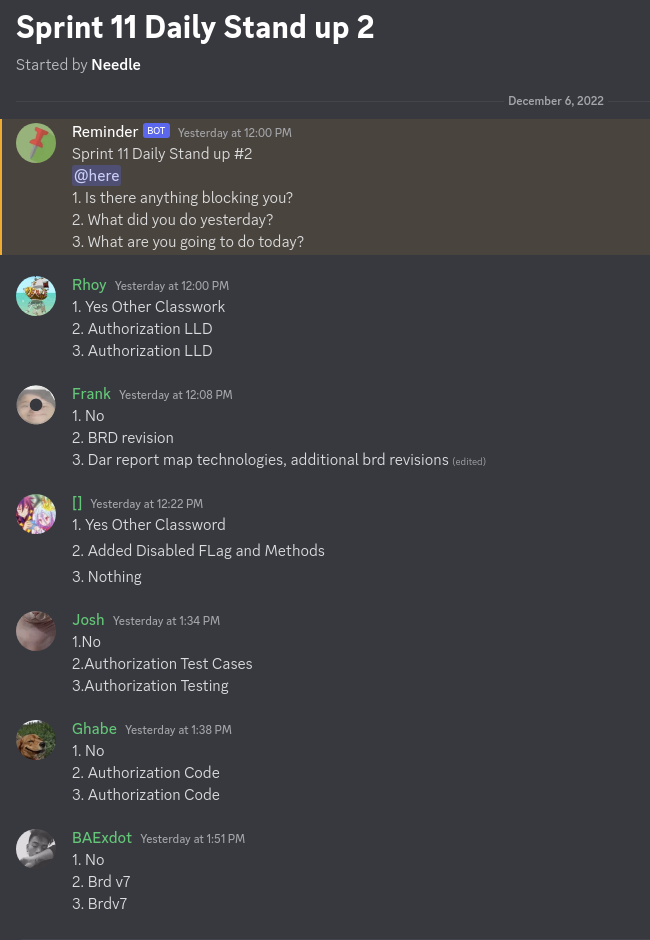 Sprint 11 Daily Stand up 2
Started by Needle
December 6, 2022
Reminder BOT Yesterday at 12:00 PM
Sprint 11 Daily Stand up #2
@here
1. Is there anything blocking you?
2. What did you do yesterday?
3. What are you going to do today?
Rhoy Yesterday at 12:00 PM
1. Yes Other Classwork
2. Authorization LLD
3. Authorization LLD
Frank Yesterday at 12:08 PM
1. No
2. BRD revision
3. Dar report map technologies, additional brd revisions (edited)
[] Yesterday at 12:22 PM
1. Yes Other Classword
2. Added Disabled FLag and Methods
3. Nothing
Josh Yesterday at 1:34 PM
1.No
2.Authorization Test Cases
3.Authorization Testing
Ghabe Yesterday at 1:38 PM
1. No
2. Authorization Code
3. Authorization Code
BAExdot Yesterday at 1:51 PM
1. No
2. Brd v7
3. Brdv7